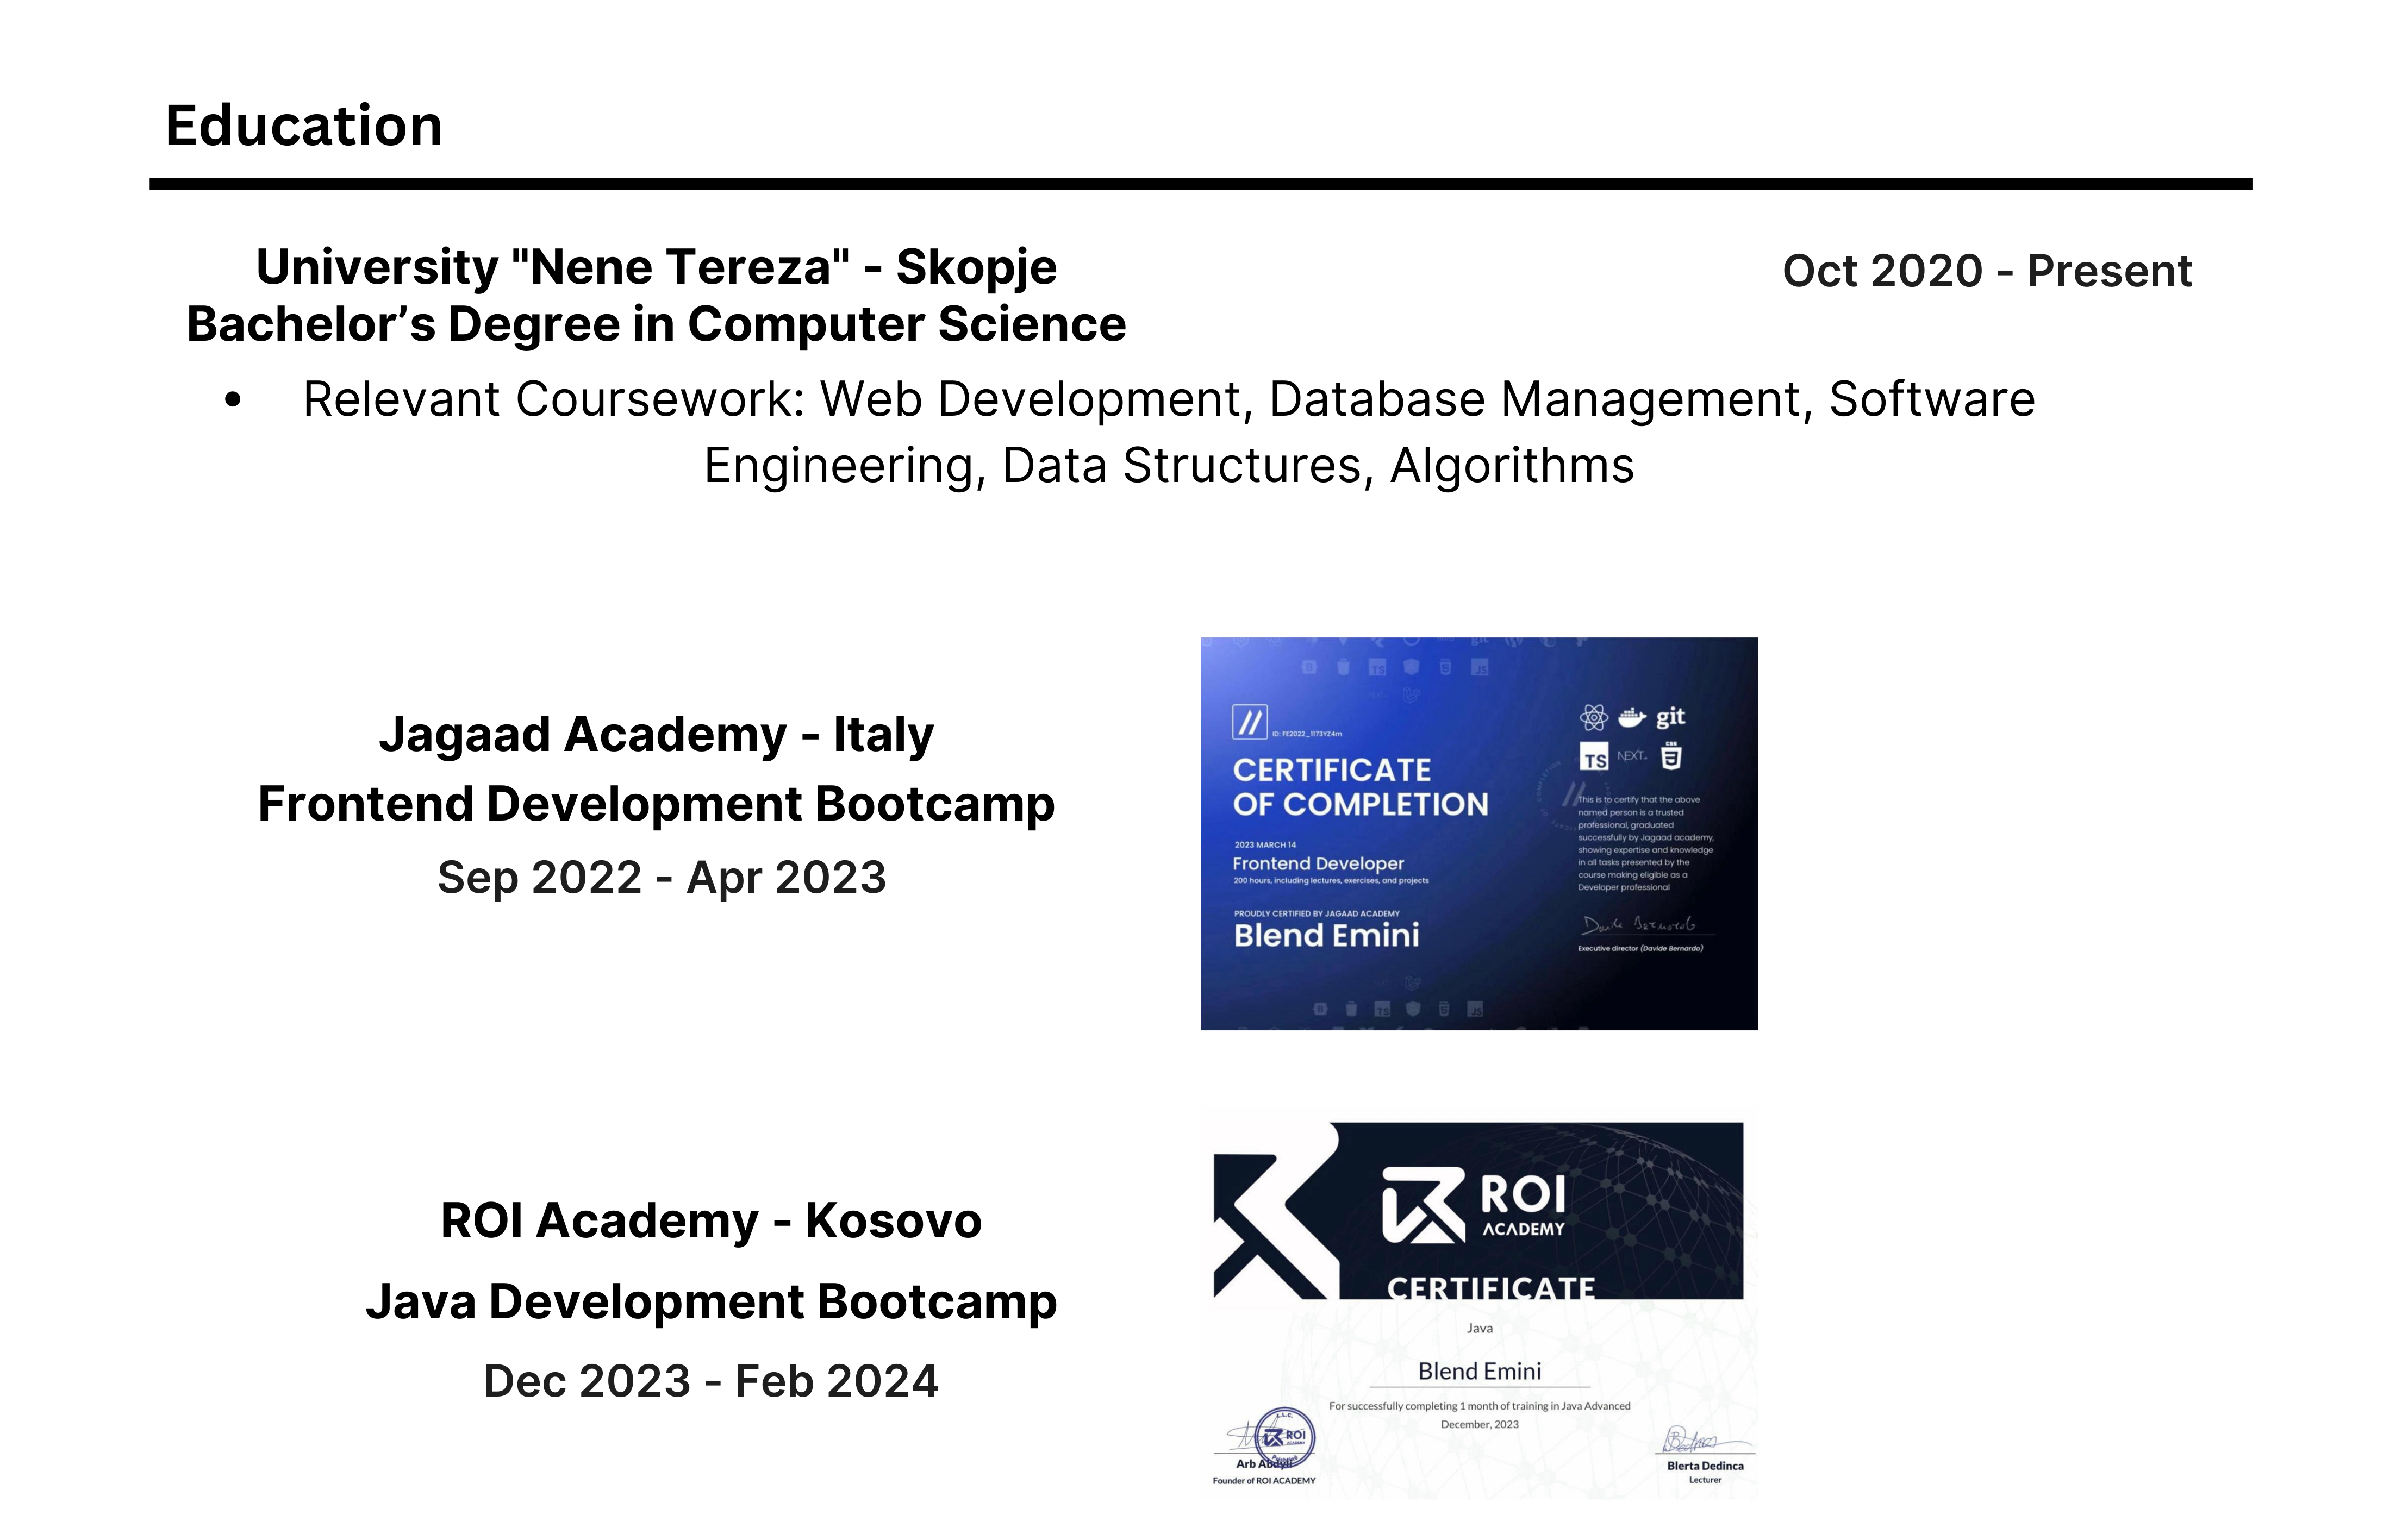 Education
University "Nene Tereza" - Skopje
Oct 2020 - Present
Bachelor’s Degree in Computer Science
• Relevant Coursework: Web Development, Database Management, Software
Engineering, Data Structures, Algorithms
Jagaad Academy - Italy
Frontend Development Bootcamp
Sep 2022 - Apr 2023
ID: FE2022_1173YZ4m
CERTIFICATE
OF COMPLETION
2023 MARCH 14
Frontend Developer
200 hours, including lectures, exercises, and projects
PROUDLY CERTIFIED BY JAGAAD ACADEMY
Blend Emini
git
TS NEXT. CSS
This is to certify that the above
named person is a trusted
professional, graduated
successfully by Jagaad academy,
showing expertise and knowledge
in all tasks presented by the
course making eligible as a
Developer professional
Executive director (Davide Bernardo)
ROI Academy - Kosovo
Java Development Bootcamp
Dec 2023 - Feb 2024
ROI
ACADEMY
CERTIFICATE
Java
Blend Emini
For successfully completing 1 month of training in Java Advanced
December, 2023
ROI
Arb
Founder of ROI ACADEMY
Blerta Dedinca
Lecturer